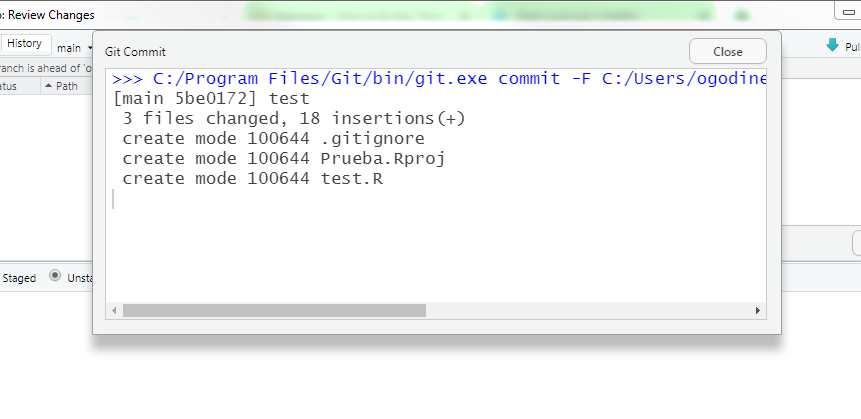 : Review Changes
History
main
Pul
ranch is ahead of 'o
atus
Path
Git Commit
Close
>>> C:/Program Files/Git/bin/git.exe commit -F C:/Users/ogodine
[main 5be0172] test
3 files changed, 18 insertions(+)
create mode 100644 .gitignore
create mode 100644 Prueba.Rproj
create mode 100644 test.R
Staged
Unsta